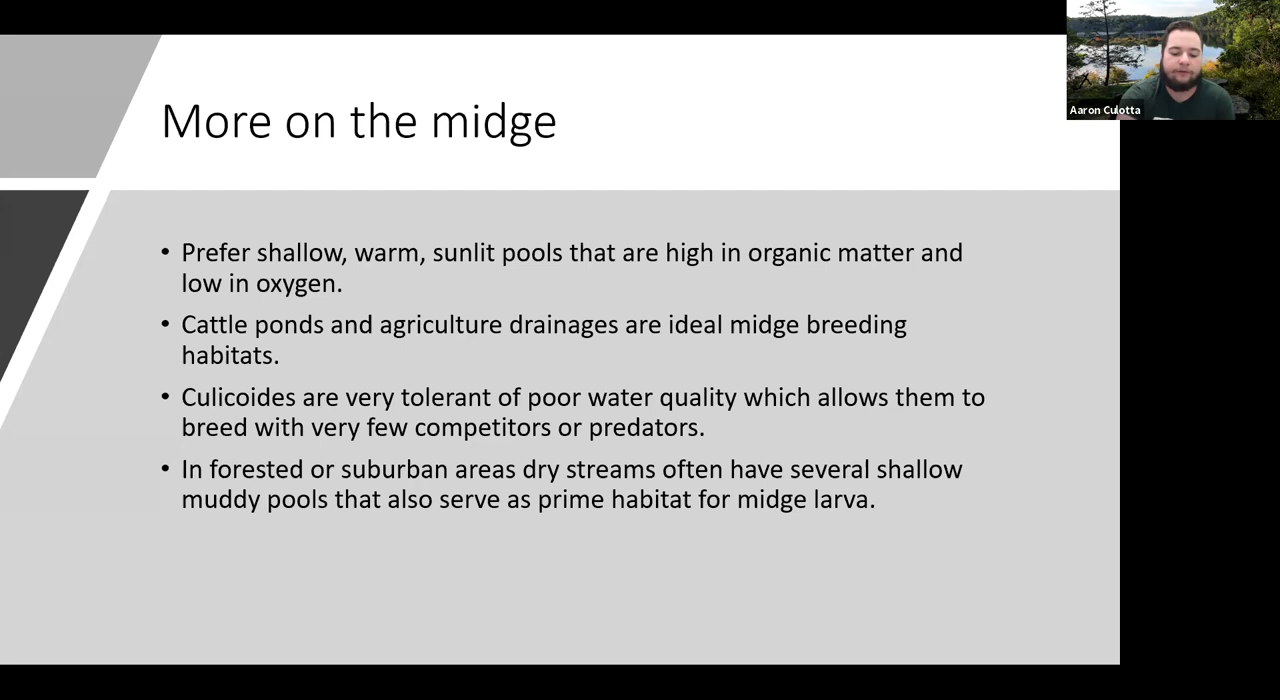 Aaron Culotta
More on the midge
• Prefer shallow, warm, sunlit pools that are high in organic matter and
low in oxygen.
• Cattle ponds and agriculture drainages are ideal midge breeding
habitats.
• Culicoides are very tolerant of poor water quality which allows them to
breed with very few competitors or predators.
• In forested or suburban areas dry streams often have several shallow
muddy pools that also serve as prime habitat for midge larva.